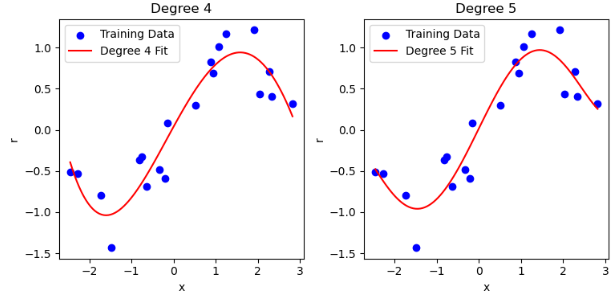 Degree 4
Training Data
Degree 4 Fit
r
1.0
0.5
0.0
−0.5
−1.0
−1.5
−2
−1
0
1
2
3
x
Degree 5
Training Data
Degree 5 Fit
r
1.0
0.5
0.0
−0.5
−1.0
−1.5
−2
−1
0
1
2
3
x